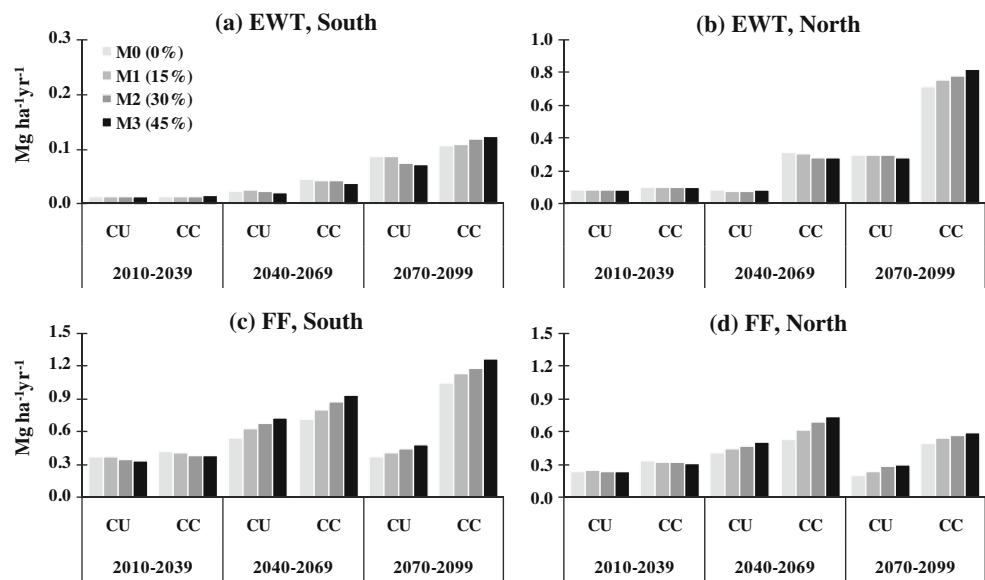 (a) EWT, South
(b) EWT, North
0.3
0.2
0.1
0.0
Mg ha⁻¹yr⁻¹
M0 (0%)
M1 (15%)
M2 (30%)
M3 (45%)
CU CC CU CC CU CC
2010-2039 2040-2069 2070-2099
1.0
0.8
0.6
0.4
0.2
0.0
CU CC CU CC CU CC
2010-2039 2040-2069 2070-2099
(c) FF, South
(d) FF, North
1.5
1.2
0.9
0.6
0.3
0.0
Mg ha⁻¹yr⁻¹
CU CC CU CC CU CC
2010-2039 2040-2069 2070-2099
1.5
1.2
0.9
0.6
0.3
0.0
CU CC CU CC CU CC
2010-2039 2040-2069 2070-2099